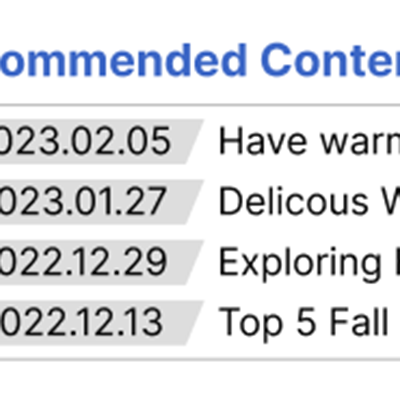 ommended Conten
023.02.05 Have warm
023.01.27 Delicous W
022.12.29 Exploring
022.12.13 Top 5 Fall